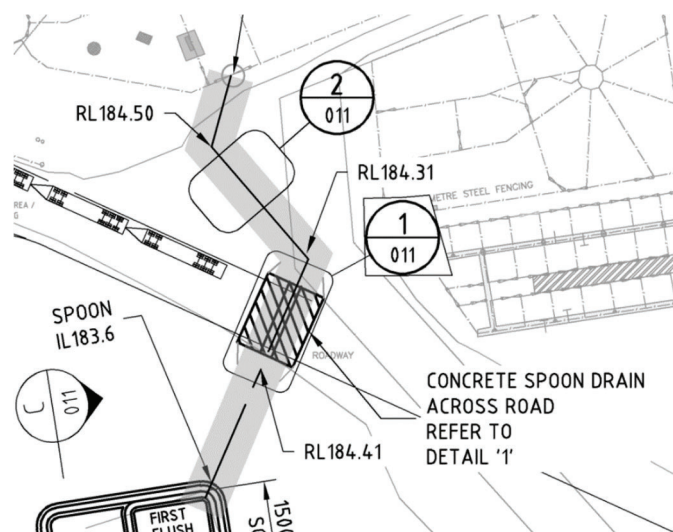 2
011
RL184.50
RL184.31
METRE STEEL FENCING
1
011
AREA /
SPOON
IL183.6
ROADWAY
C
011
CONCRETE SPOON DRAIN
ACROSS ROAD
REFER TO
DETAIL '1'
RL184.41
FIRST
FLUSH